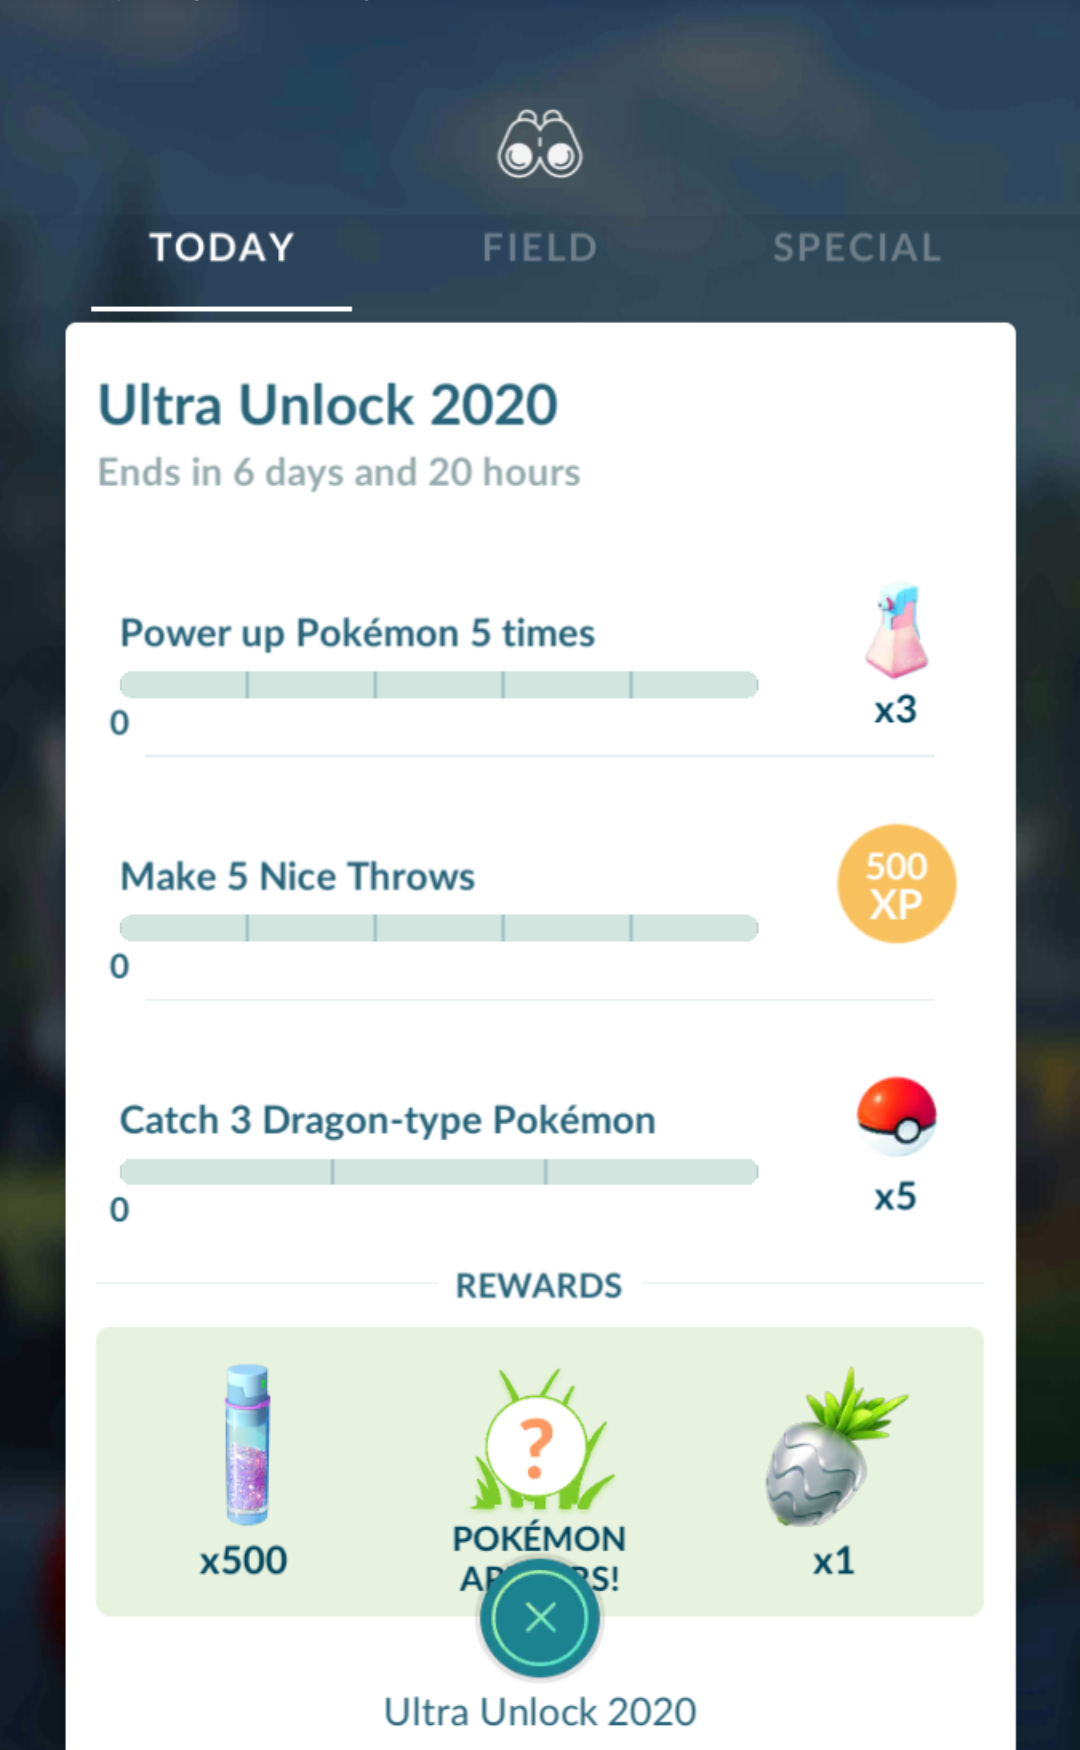 TODAY
FIELD
SPECIAL
Ultra Unlock 2020
Ends in 6 days and 20 hours
Power up Pokémon 5 times
0
x3
Make 5 Nice Throws
0
500
XP
Catch 3 Dragon-type Pokémon
0
x5
REWARDS
?
POKÉMON
x500
x1
Ultra Unlock 2020